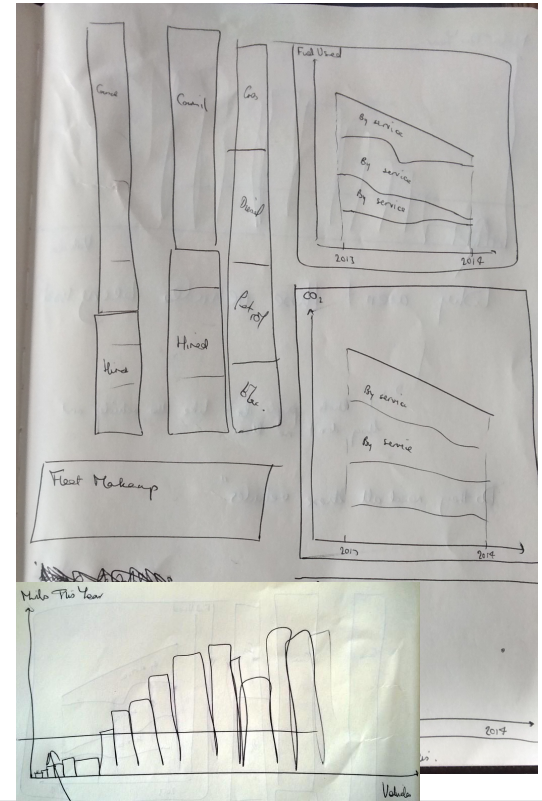 Fuel Used
Gas
Council
By service
Diesel
By service
By service
Petrol
2013
2014
CO₂
Hired
Hired
Elec.
By service
By service
Fleet Makeup
2013
2014
Miles This Year
2014
Vehicles